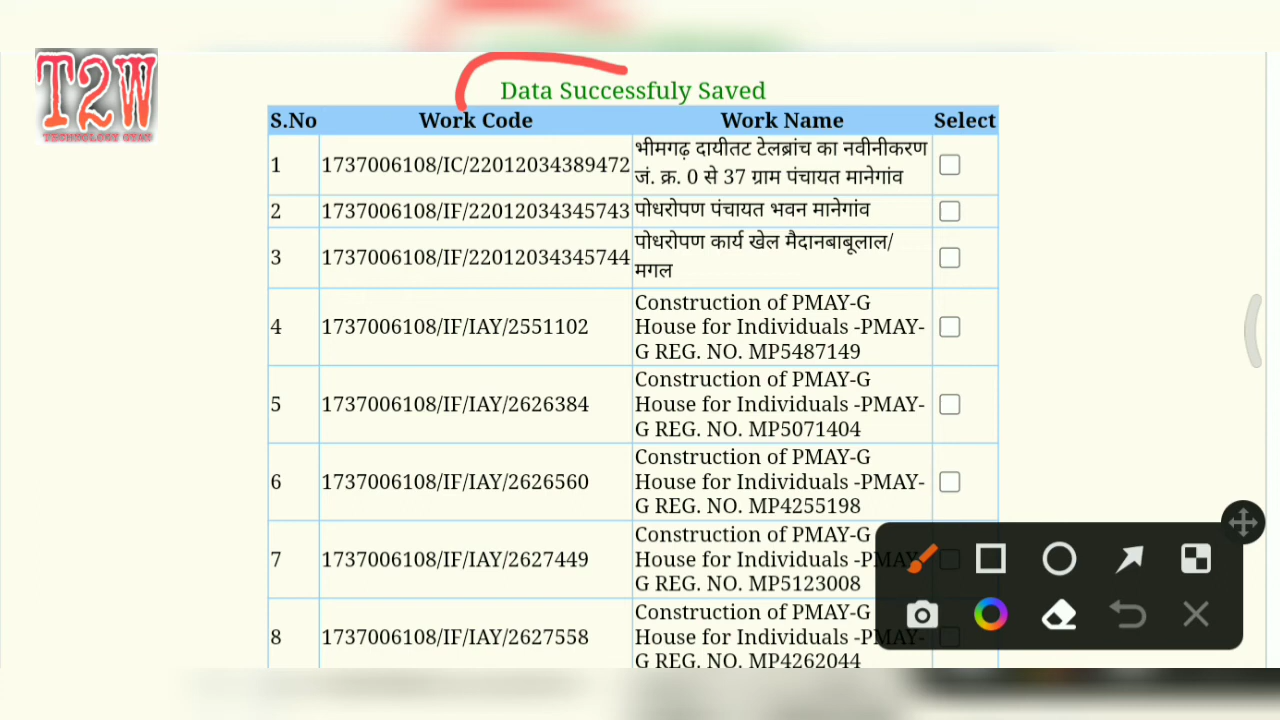 T2W
TECHNOLOGY GYAN
Data Successfuly Saved
S.No Work Code Work Name Select
1 1737006108/IC/22012034389472 भीमगढ़ दायीतट टेलब्रांच का नवीनीकरण
जं. क्र. 0 से 37 ग्राम पंचायत मानेगांव
2 1737006108/IF/22012034345743 पोधरोपण पंचायत भवन मानेगांव
3 1737006108/IF/22012034345744 पोधरोपण कार्य खेल मैदानबाबूलाल/
मगल
4 1737006108/IF/IAY/2551102 Construction of PMAY-G
House for Individuals -PMAY-
G REG. NO. MP5487149
5 1737006108/IF/IAY/2626384 Construction of PMAY-G
House for Individuals -PMAY-
G REG. NO. MP5071404
6 1737006108/IF/IAY/2626560 Construction of PMAY-G
House for Individuals -PMAY-
G REG. NO. MP4255198
7 1737006108/IF/IAY/2627449 Construction of PMAY-G
House for Individuals -PMAY-
G REG. NO. MP5123008
8 1737006108/IF/IAY/2627558 Construction of PMAY-G
House for Individuals -PMAY-
G REG. NO. MP4262044